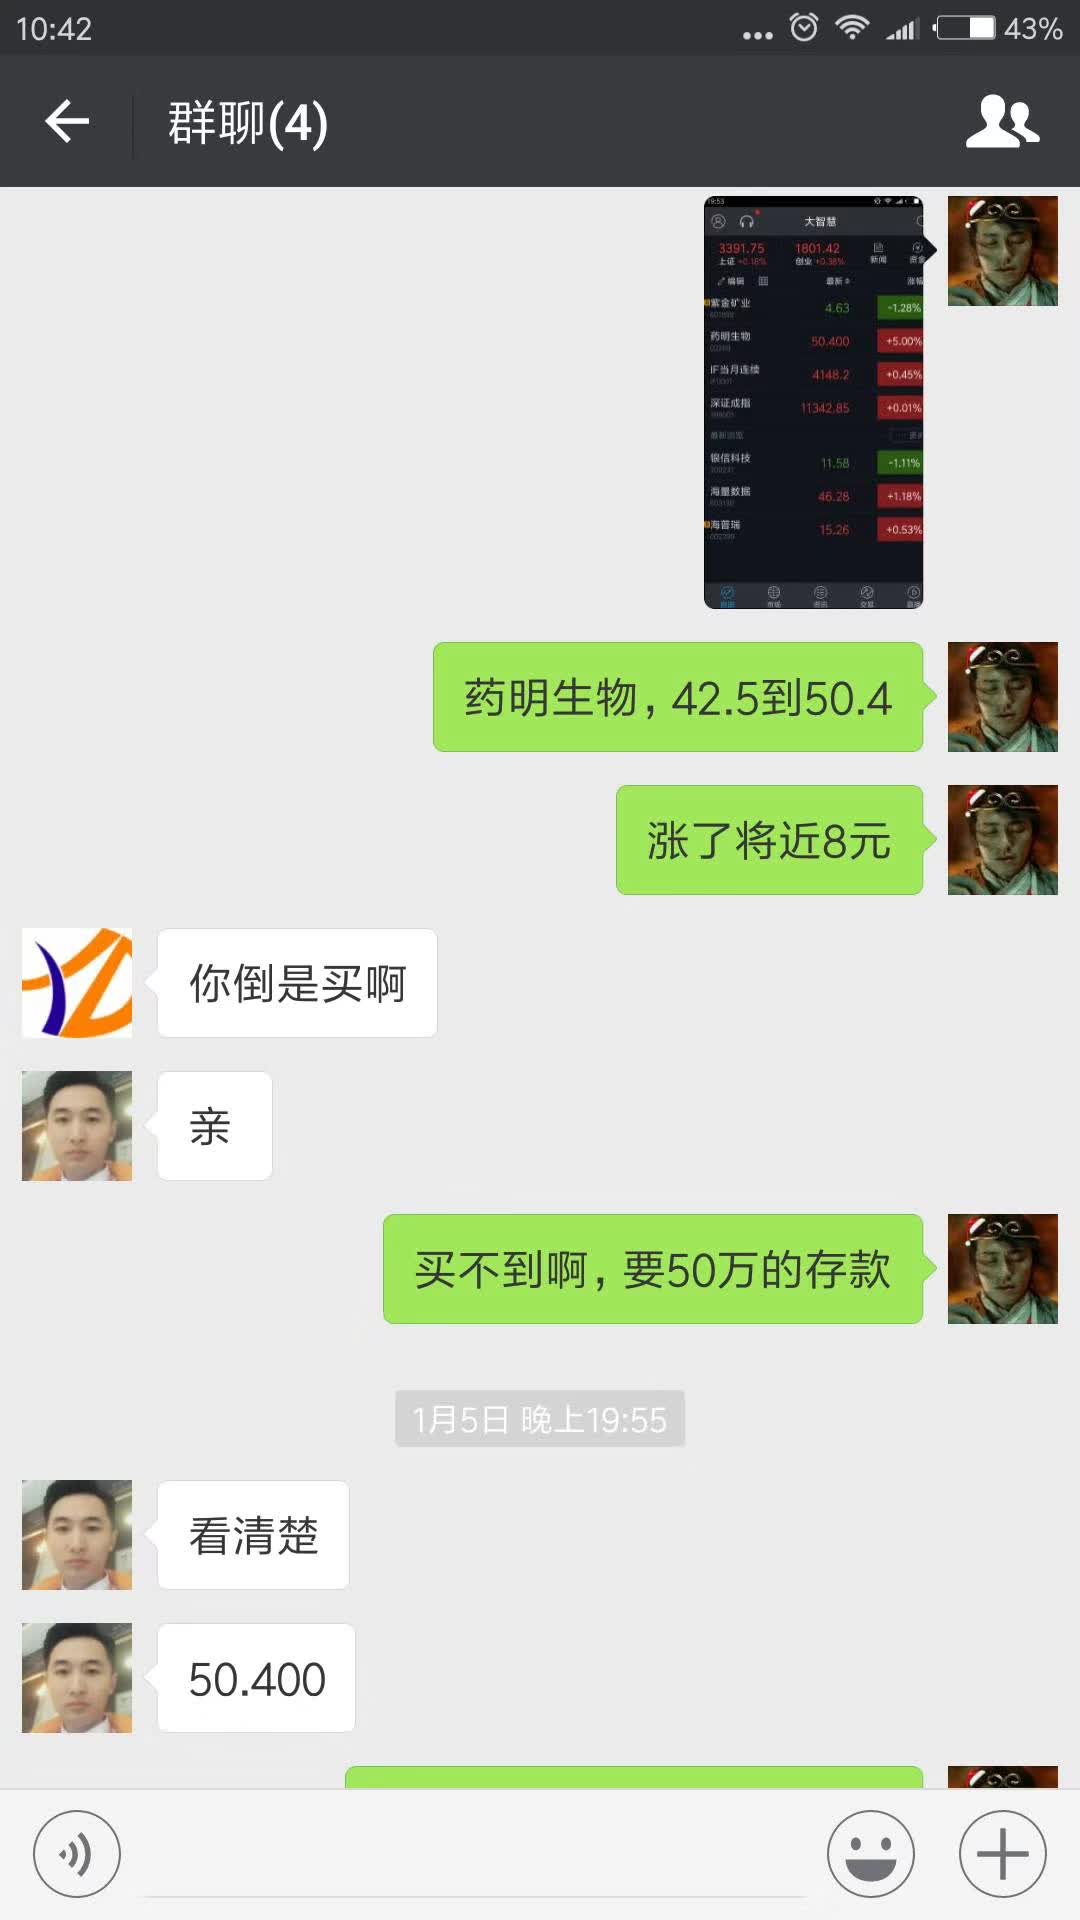 10:42
43%
群聊(4)
19:53
大智慧
3391.75
1801.42
上证 +0.18%
创业 +0.38%
新闻
编辑
最新
紫金矿业
4.63
-1.28%
药明生物
50.400
+5.00%
IF当月连续
4148.2
+0.45%
深证成指
11342.85
+0.01%
银信科技
11.58
-1.11%
海量数据
46.28
+1.18%
海普瑞
15.26
+0.53%
药明生物，42.5到50.4
涨了将近8元
你倒是买啊
亲
买不到啊，要50万的存款
1月5日 晚上19:55
看清楚
50.400